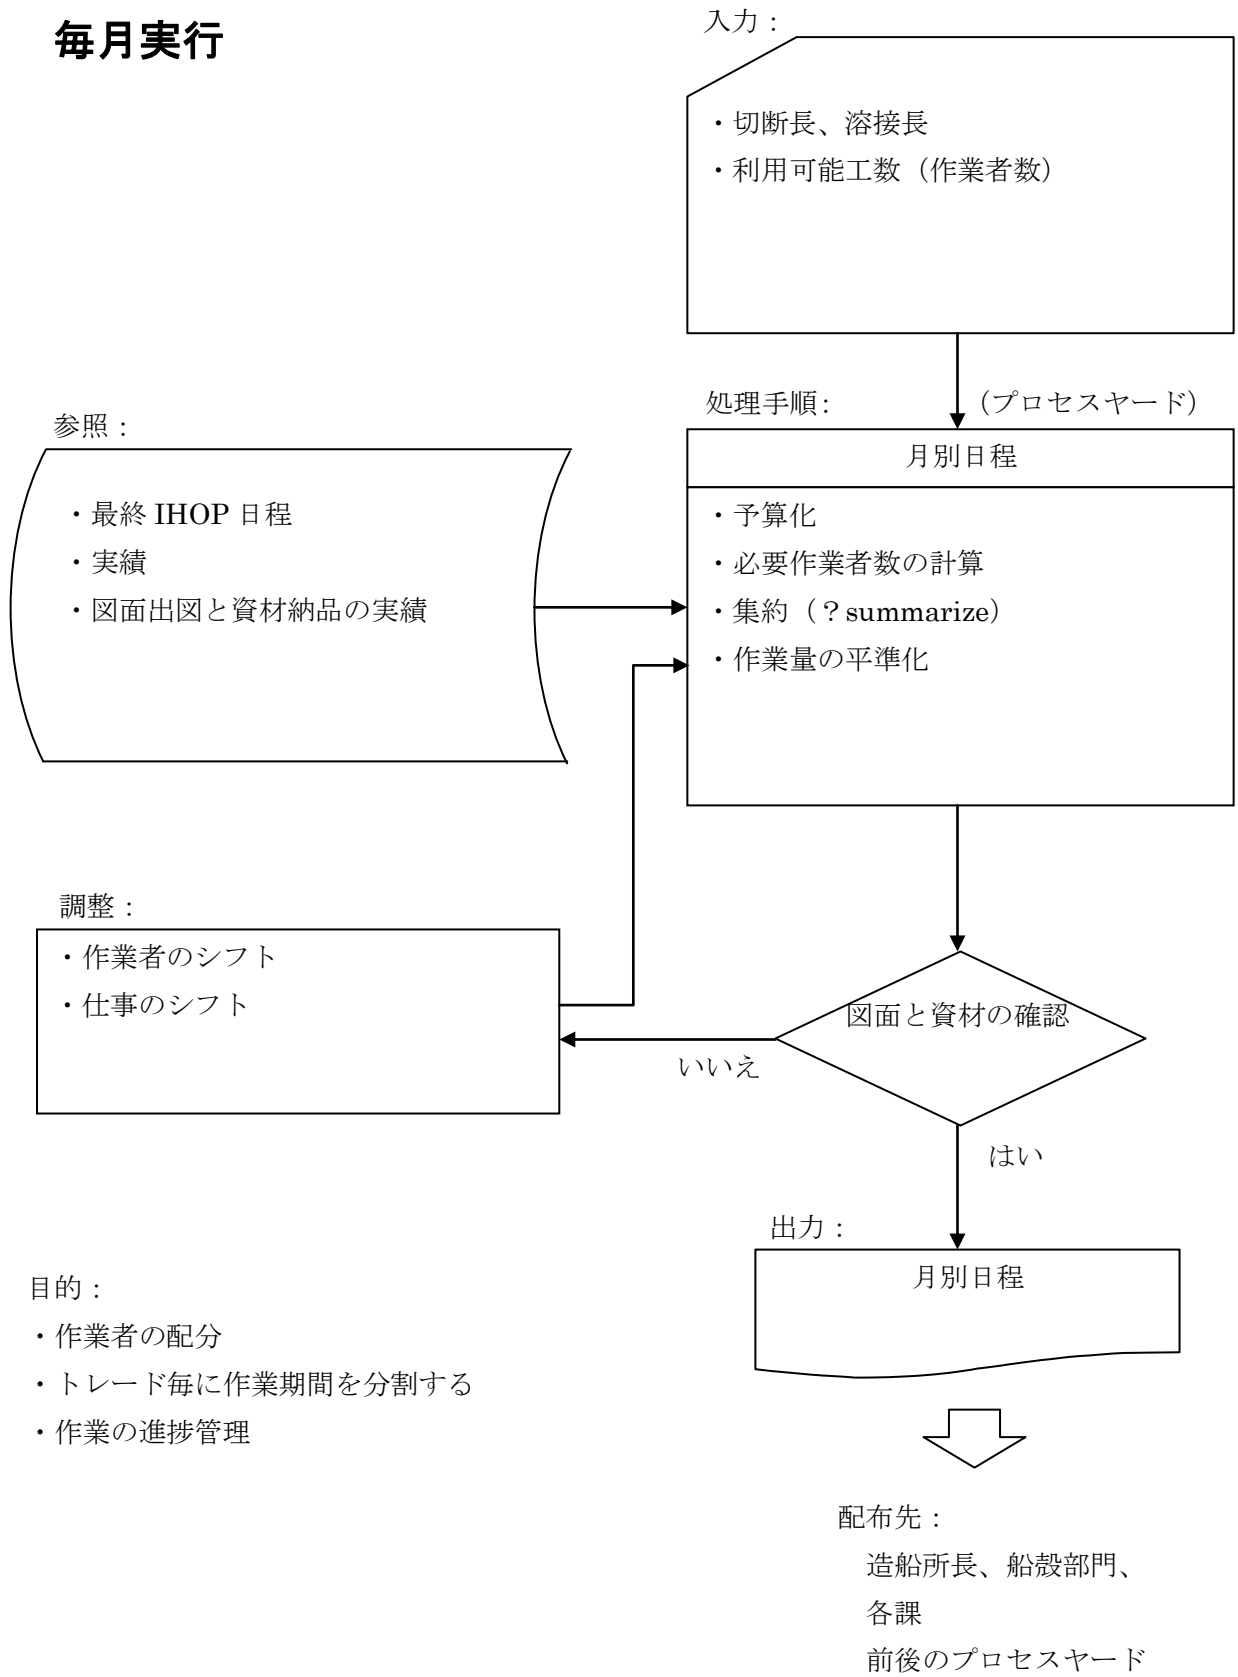 毎月実行
入力：
・切断長、溶接長
・利用可能工数（作業者数）
処理手順：
（プロセスヤード）
月別日程
・予算化
・必要作業者数の計算
・集約（？summarize）
・作業量の平準化
参照：
・最終 IHOP 日程
・実績
・図面出図と資材納品の実績
調整：
・作業者のシフト
・仕事のシフト
図面と資材の確認
いいえ
はい
出力：
月別日程
目的：
・作業者の配分
・トレード毎に作業期間を分割する
・作業の進捗管理
配布先：
造船所長、船殻部門、
各課
前後のプロセスヤード